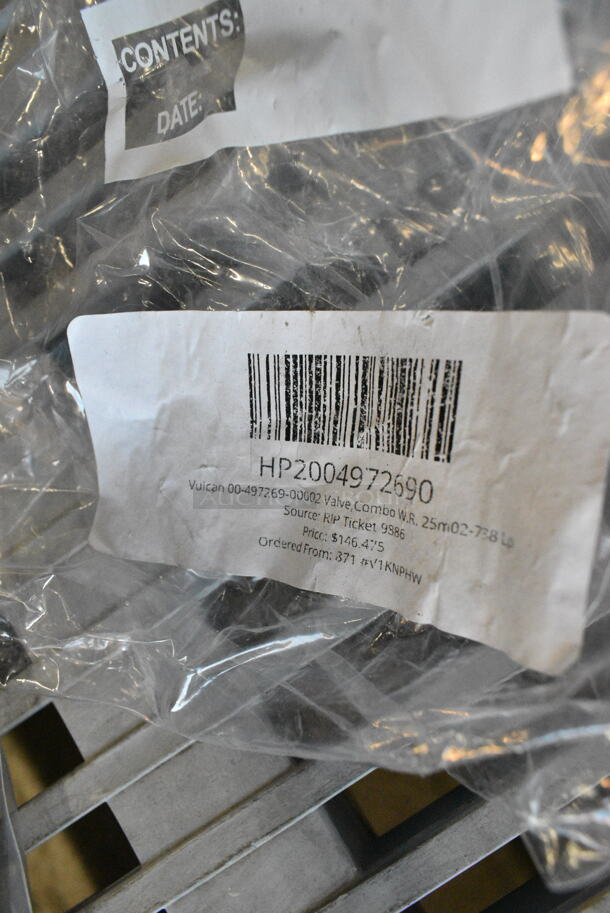 CONTENTS:
DATE:
HP2004972690
Vulcan 00-497269-00002 Valve,Combo W.R. 25m02-738 Lp
Source: RIP Ticket 9986
Price: $146.475
Ordered From: 871 #V1KNPHW